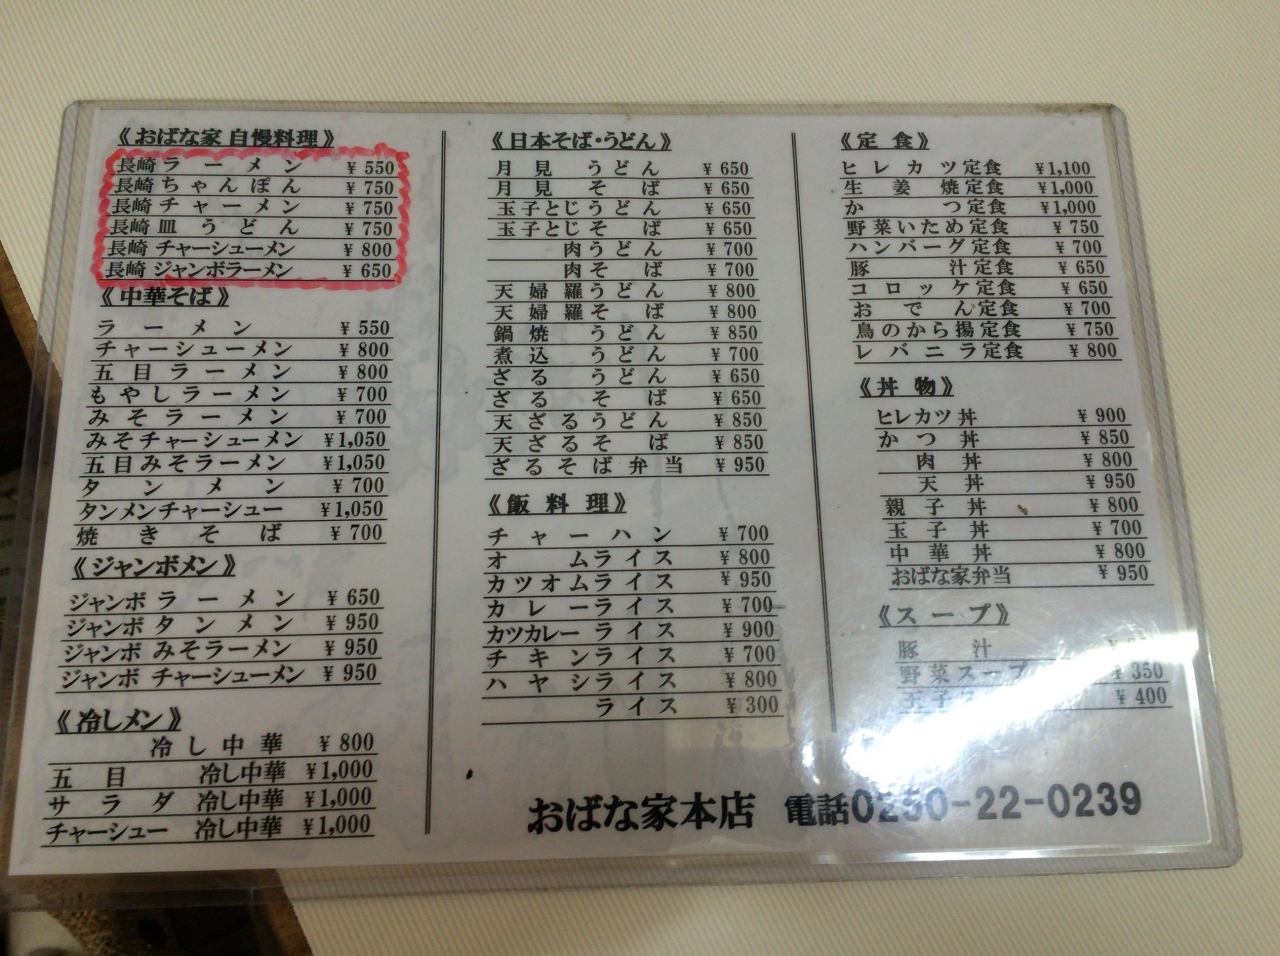 《おばな家 自慢料理》
長崎 ラーメン ¥ 550
長崎 ちゃんぽん ¥ 750
長崎 チャーメン ¥ 750
長崎 皿うどん ¥ 750
長崎 チャーシューメン ¥ 800
長崎 ジャンボラーメン ¥ 650
《中華そば》
ラーメン ¥ 550
チャーシューメン ¥ 800
五目ラーメン ¥ 800
もやしラーメン ¥ 700
みそラーメン ¥ 700
みそチャーシューメン ¥1,050
五目みそラーメン ¥1,050
タンメン ¥ 700
タンメンチャーシュー ¥1,050
焼きそば ¥ 700
《ジャンボメン》
ジャンボ ラーメン ¥ 650
ジャンボ タンメン ¥ 950
ジャンボ みそラーメン ¥ 950
ジャンボ チャーシューメン ¥ 950
《冷しメン》
冷し中華 ¥ 800
五目 冷し中華 ¥1,000
サラダ 冷し中華 ¥1,000
チャーシュー 冷し中華 ¥1,000
《日本そば・うどん》
月見うどん ¥ 650
月見そば ¥ 650
玉子とじうどん ¥ 650
玉子とじそば ¥ 650
肉うどん ¥ 700
肉そば ¥ 700
天婦羅うどん ¥ 800
天婦羅そば ¥ 800
鍋焼うどん ¥ 850
煮込うどん ¥ 700
ざるうどん ¥ 650
ざるそば ¥ 650
天ざるうどん ¥ 850
天ざるそば ¥ 850
ざるそば弁当 ¥ 950
《飯料理》
チャーハン ¥ 700
オムライス ¥ 800
カツオムライス ¥ 950
カレーライス ¥ 700
カツカレーライス ¥ 900
チキンライス ¥ 700
ハヤシライス ¥ 800
ライス ¥ 300
《定食》
ヒレカツ定食 ¥1,100
生姜焼定食 ¥1,000
かつ定食 ¥1,000
野菜いため定食 ¥ 750
ハンバーグ定食 ¥ 700
豚汁定食 ¥ 650
コロッケ定食 ¥ 650
おでん定食 ¥ 700
鳥のから揚定食 ¥ 750
レバニラ定食 ¥ 800
《丼物》
ヒレカツ丼 ¥ 900
かつ丼 ¥ 850
肉丼 ¥ 800
天丼 ¥ 950
親子丼 ¥ 800
玉子丼 ¥ 700
中華丼 ¥ 800
おばな家弁当 ¥ 950
《スープ》
豚汁
野菜スープ ¥ 350
玉子ス ¥ 400
おばな家本店 電話0250-22-0239